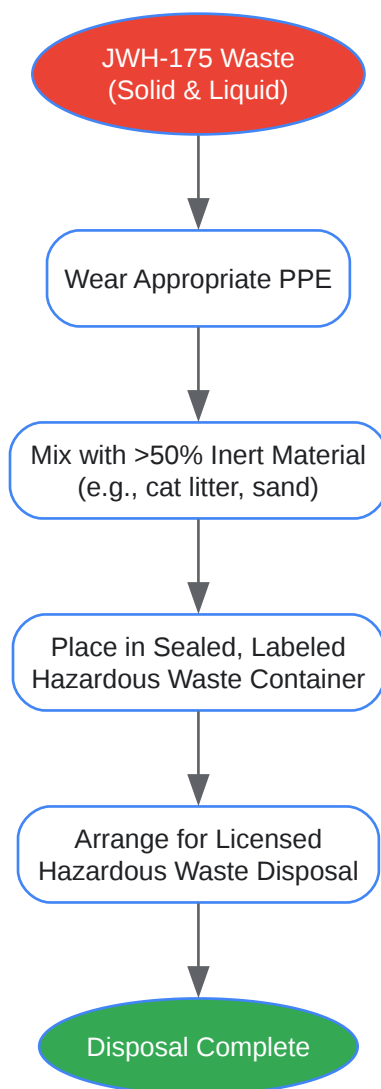 JWH-175 Waste
(Solid & Liquid)
Wear Appropriate PPE
Mix with >50% Inert Material
(e.g., cat litter, sand)
Place in Sealed, Labeled
Hazardous Waste Container
Arrange for Licensed
Hazardous Waste Disposal
Disposal Complete